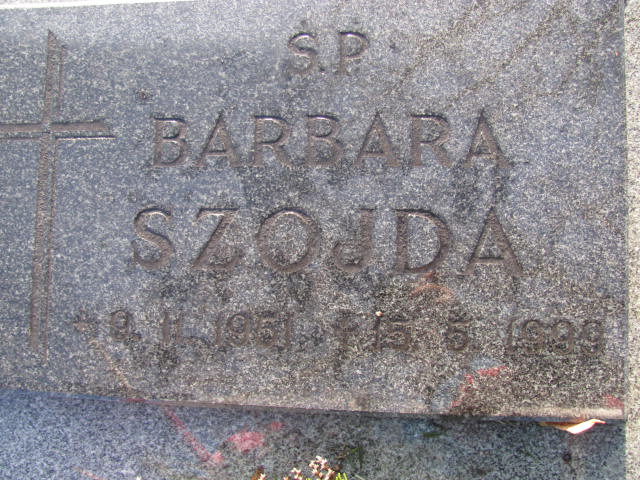 S.P.
BARBARA
SZOJDA
* 9. 11. 1951 † 15. 5. 1999